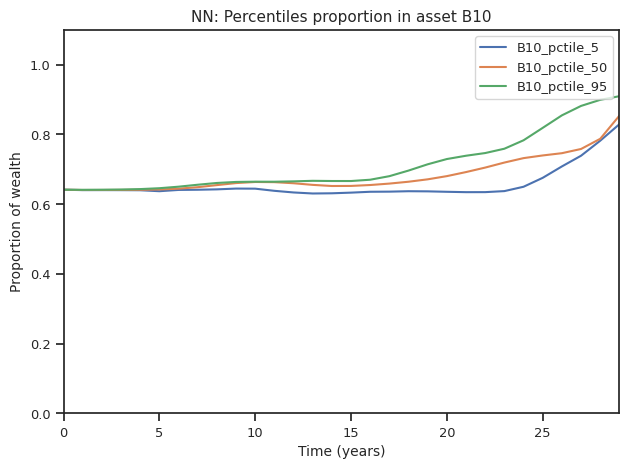 NN: Percentiles proportion in asset B10
B10_pctile_5
B10_pctile_50
B10_pctile_95
Proportion of wealth
1.0
0.8
0.6
0.4
0.2
0.0
0 5 10 15 20 25
Time (years)